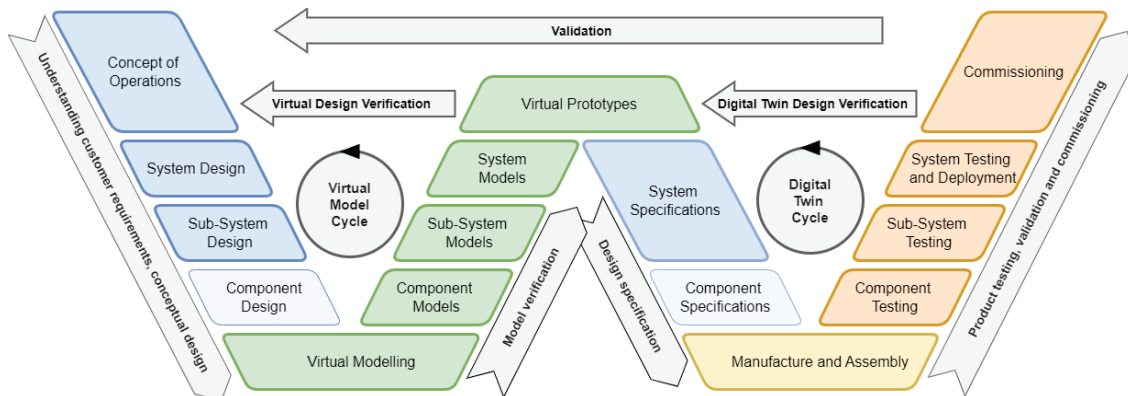 Validation
Concept of
Operations
Commissioning
Virtual Design Verification
Virtual Prototypes
Digital Twin Design Verification
Understanding customer requirements, conceptual design
System Design
Virtual
Model
Cycle
System
Models
System
Specifications
Digital
Twin
Cycle
System Testing
and Deployment
Sub-System
Design
Sub-System
Models
Sub-System
Testing
Component
Design
Component
Models
Model verification
Design specification
Component
Specifications
Component
Testing
Product testing, validation and commissioning
Virtual Modelling
Manufacture and Assembly